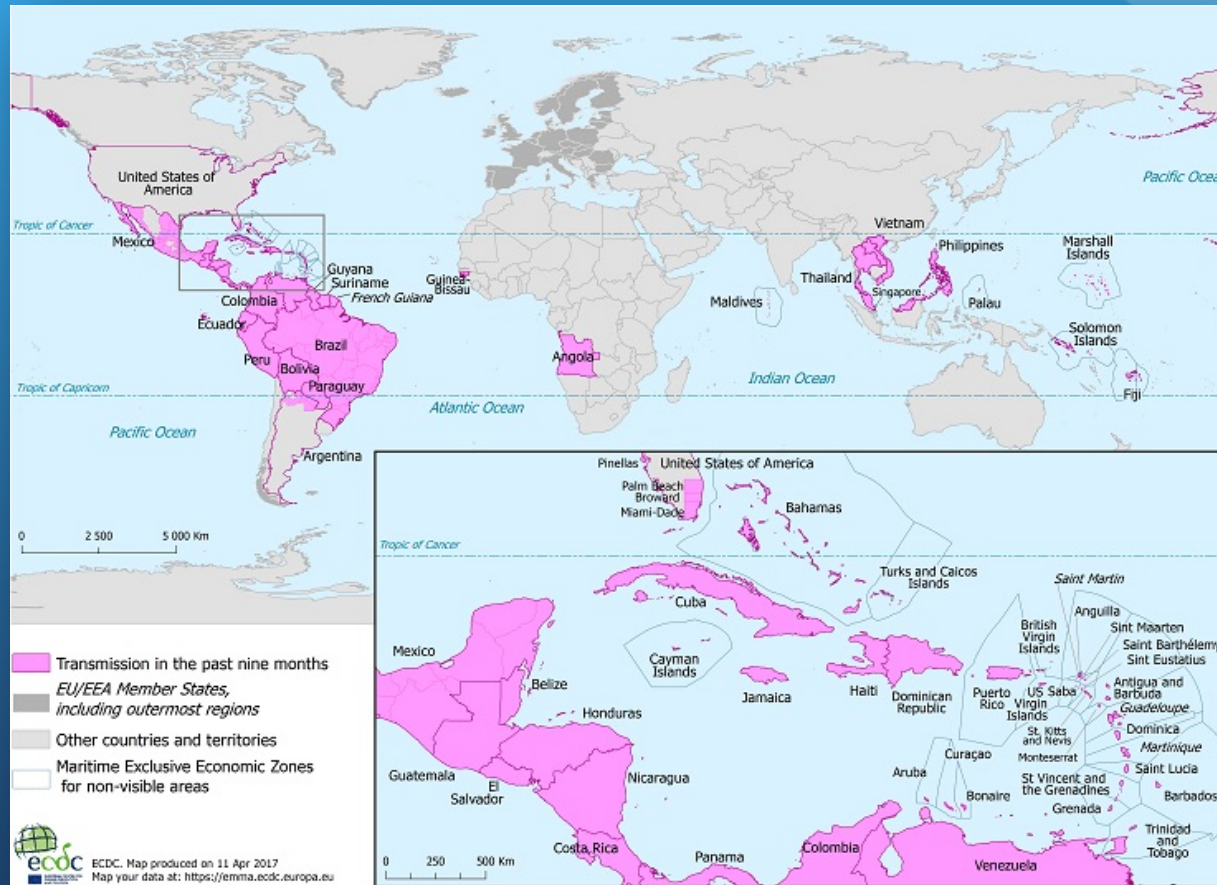 United States of
America
Tropic of Cancer
Mexico
Guyana
Suriname
French Guiana
Colombia
Ecuador
Peru
Brazil
Bolivia
Paraguay
Tropic of Capricorn
Pacific Ocean
Atlantic Ocean
Argentina
Guinea-
Bissau
Angola
Maldives
Indian Ocean
Vietnam
Thailand
Philippines
Singapore
Palau
Marshall
Islands
Solomon
Islands
Fiji
Pacific Ocea
0 2 500 5 000 Km
Pinellas
United States of America
Palm Beach
Broward
Miami-Dade
Bahamas
Tropic of Cancer
Turks and Caicos
Islands
Cuba
Mexico
Cayman
Islands
Belize
Jamaica
Haiti
Dominican
Republic
Puerto
Rico
US
Virgin
Islands
British
Virgin
Islands
Saint Martin
Anguilla
Sint Maarten
Saint Barthélemy
Sint Eustatius
Saba
Antigua and
Barbuda
Guadeloupe
St. Kitts
and Nevis
Dominica
Monteserrat
Martinique
Saint Lucia
St Vincent and
the Grenadines
Barbados
Grenada
Trinidad
and
Tobago
Honduras
Guatemala
El
Salvador
Nicaragua
Aruba
Curaçao
Bonaire
Costa Rica
Panama
Colombia
Venezuela
0 250 500 Km
Transmission in the past nine months
EU/EEA Member States,
including outermost regions
Other countries and territories
Maritime Exclusive Economic Zones
for non-visible areas
ecdc
ECDC. Map produced on 11 Apr 2017
Map your data at: https://emma.ecdc.europa.eu